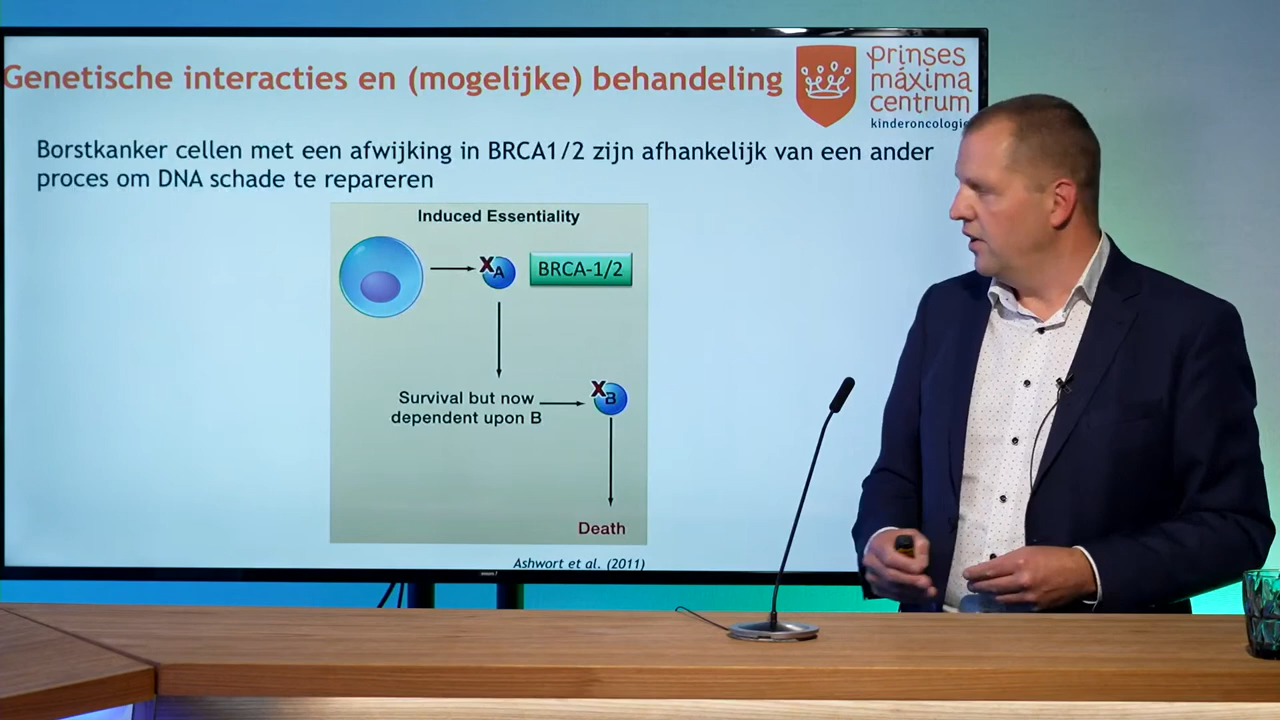 Genetische interacties en (mogelijke) behandeling
prinses
máxima
centrum
kinderoncologie
Borstkanker cellen met een afwijking in BRCA1/2 zijn afhankelijk van een ander
proces om DNA schade te repareren
Induced Essentiality
X A
BRCA-1/2
Survival but now
dependent upon B
X B
Death
Ashwort et al. (2011)